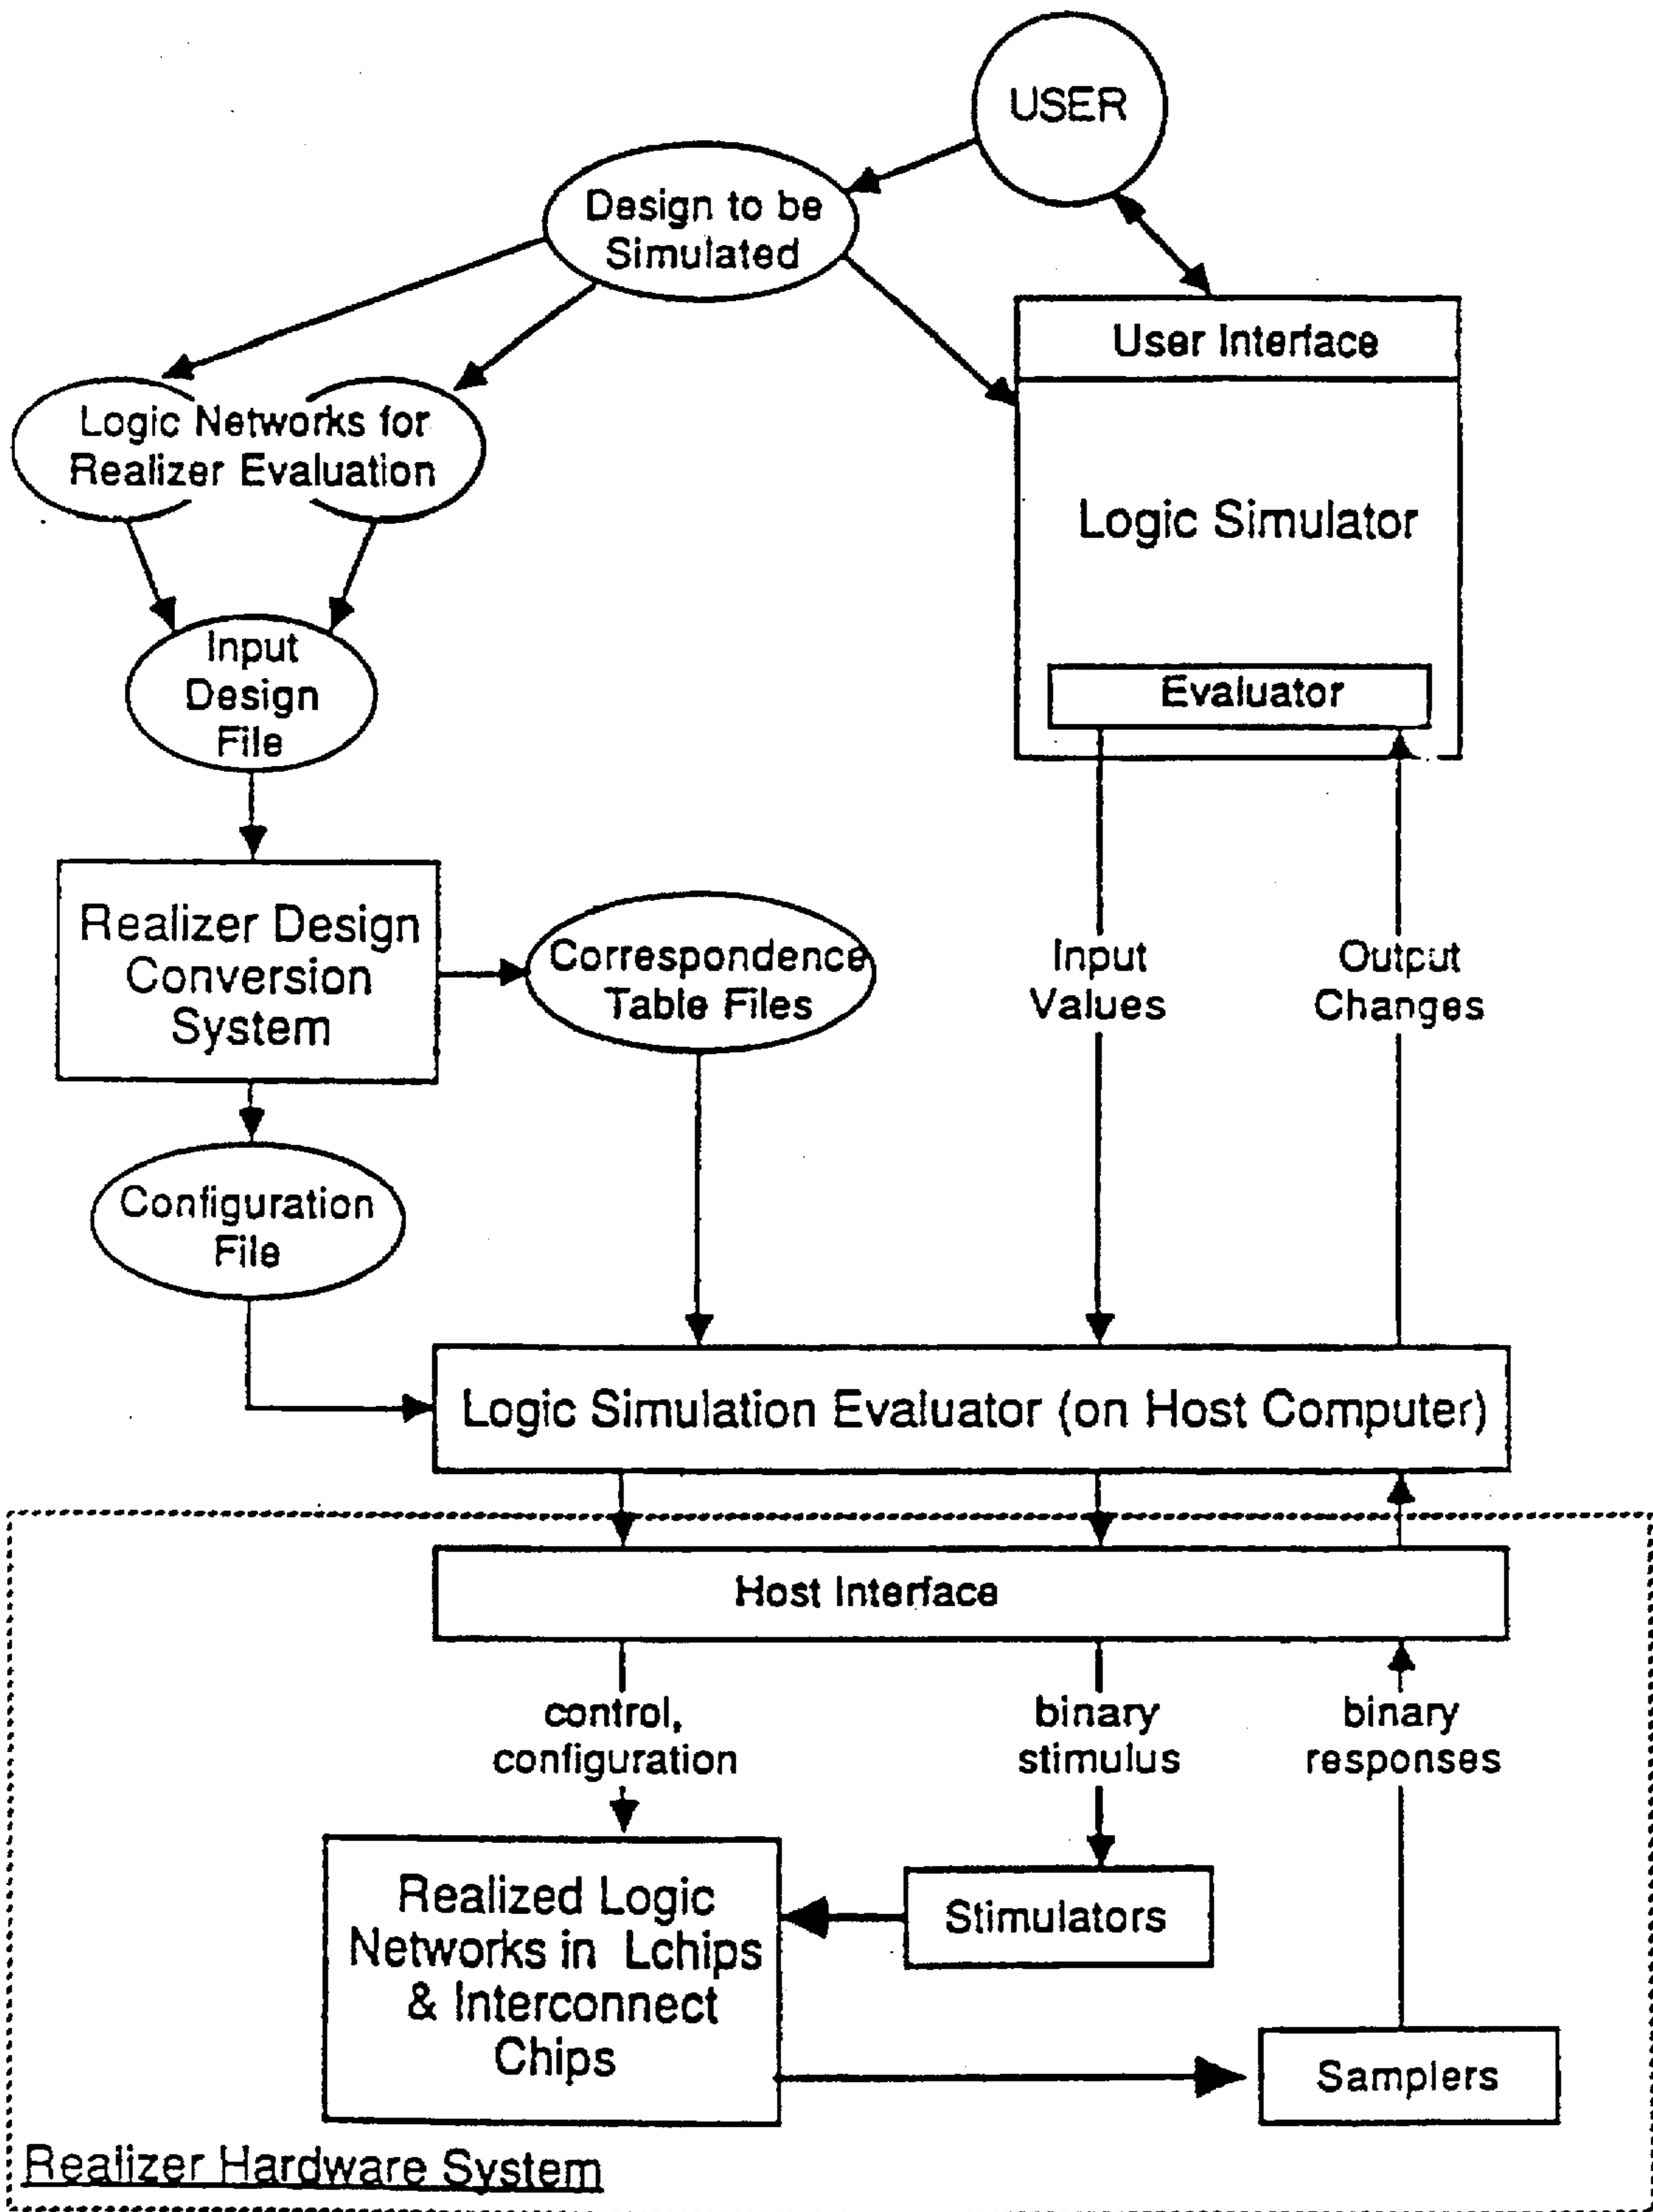 USER
Design to be
Simulated
User Interface
Logic Networks for
Realizer Evaluation
Logic Simulator
Input
Design
File
Evaluator
Realizer Design
Conversion
System
Correspondence
Table Files
Input
Values
Output
Changes
Configuration
File
Logic Simulation Evaluator (on Host Computer)
Host Interface
control,
configuration
binary
stimulus
binary
responses
Realized Logic
Networks in Lchips
& Interconnect
Chips
Stimulators
Samplers
Realizer Hardware System